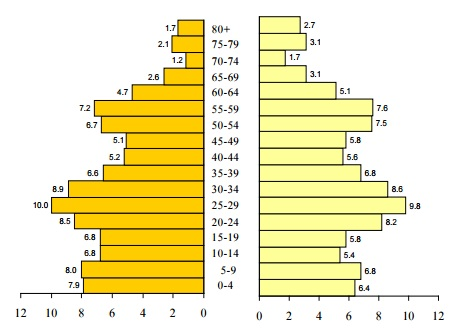 1.7 80+ 2.7
2.1 75-79 3.1
1.2 70-74 1.7
2.6 65-69 3.1
4.7 60-64 5.1
7.2 55-59 7.6
6.7 50-54 7.5
5.1 45-49 5.8
5.2 40-44 5.6
6.6 35-39 6.8
8.9 30-34 8.6
10.0 25-29 9.8
8.5 20-24 8.2
6.8 15-19 5.8
6.8 10-14 5.4
8.0 5-9 6.8
7.9 0-4 6.4
12 10 8 6 4 2 0 0 2 4 6 8 10 12